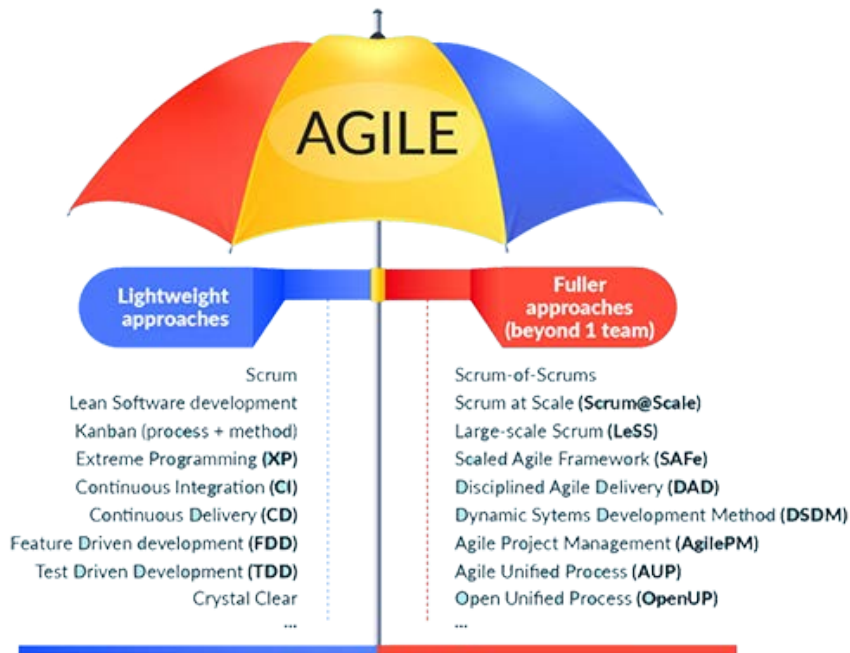 AGILE
Lightweight
approaches
Fuller
approaches
(beyond 1 team)
Scrum
Lean Software development
Kanban (process + method)
Extreme Programming (XP)
Continuous Integration (CI)
Continuous Delivery (CD)
Feature Driven development (FDD)
Test Driven Development (TDD)
Crystal Clear
...
Scrum-of-Scrums
Scrum at Scale (Scrum@Scale)
Large-scale Scrum (LeSS)
Scaled Agile Framework (SAFe)
Disciplined Agile Delivery (DAD)
Dynamic Sytems Development Method (DSDM)
Agile Project Management (AgilePM)
Agile Unified Process (AUP)
Open Unified Process (OpenUP)
...